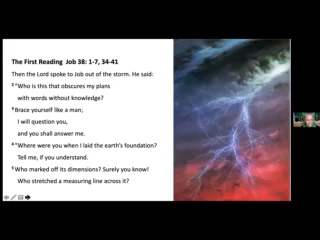 The First Reading  Job 38: 1-7, 34-41
Then the Lord spoke to Job out of the storm. He said:
2 "Who is this that obscures my plans
with words without knowledge?
3 Brace yourself like a man;
I will question you,
and you shall answer me.
4 "Where were you when I laid the earth's foundation?
Tell me, if you understand.
5 Who marked off its dimensions? Surely you know!
Who stretched a measuring line across it?